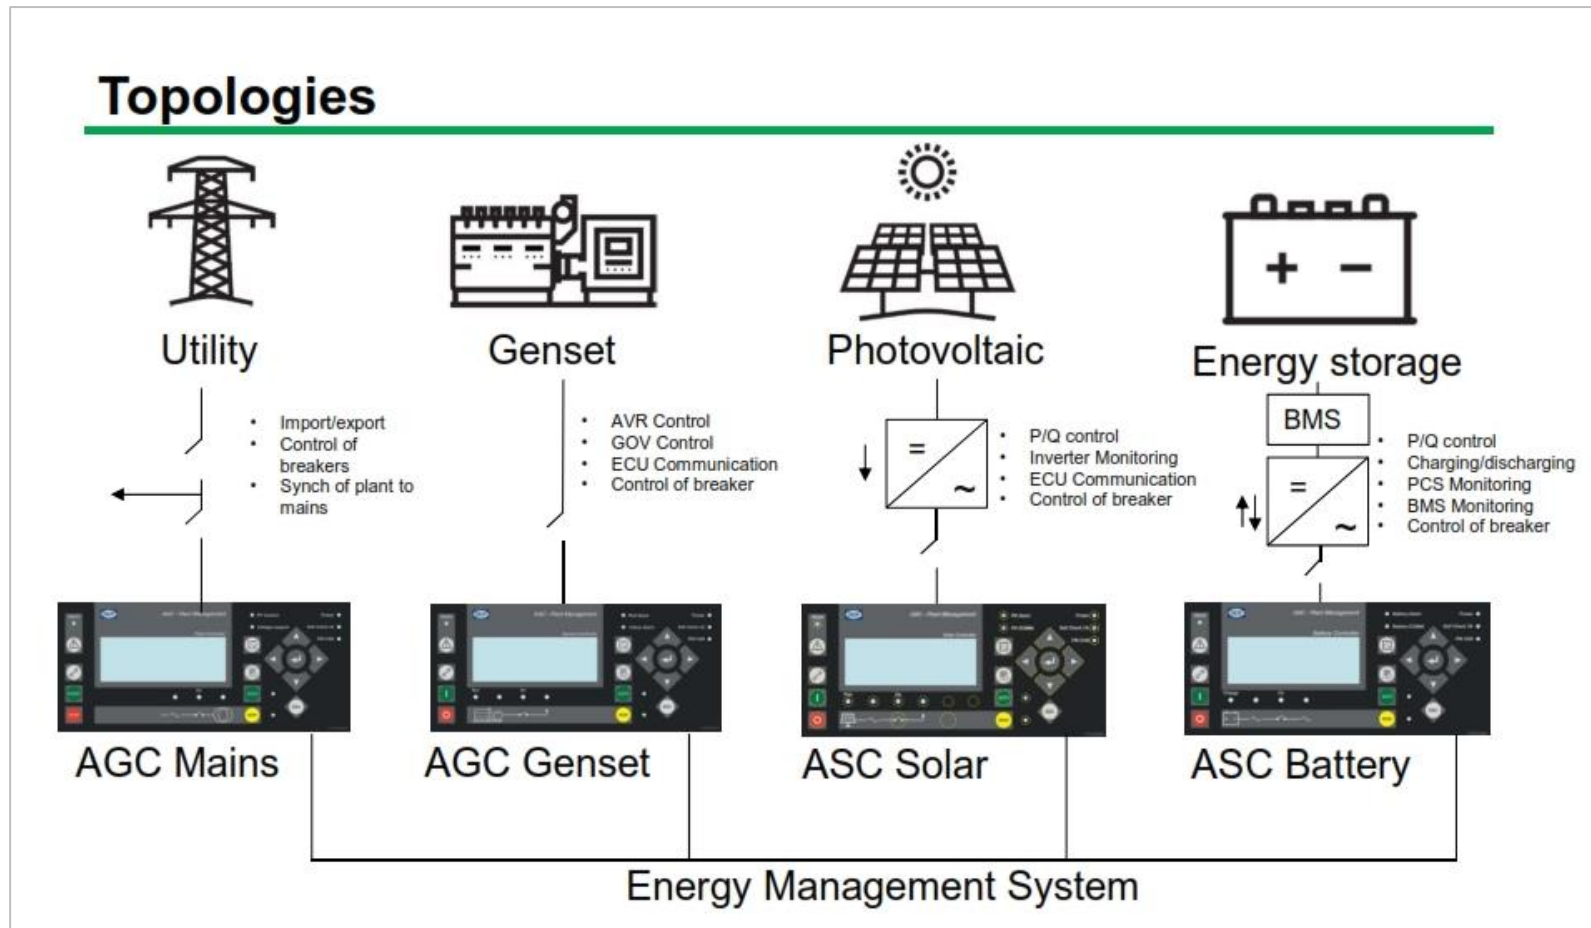 Topologies
Utility
Genset
Photovoltaic
Energy storage
• Import/export
• Control of
breakers
• Synch of plant to
mains
• AVR Control
• GOV Control
• ECU Communication
• Control of breaker
=
~
• P/Q control
• Inverter Monitoring
• ECU Communication
• Control of breaker
BMS
+ −
=
~
• P/Q control
• Charging/discharging
• PCS Monitoring
• BMS Monitoring
• Control of breaker
AGC Mains
AGC Genset
ASC Solar
ASC Battery
Energy Management System